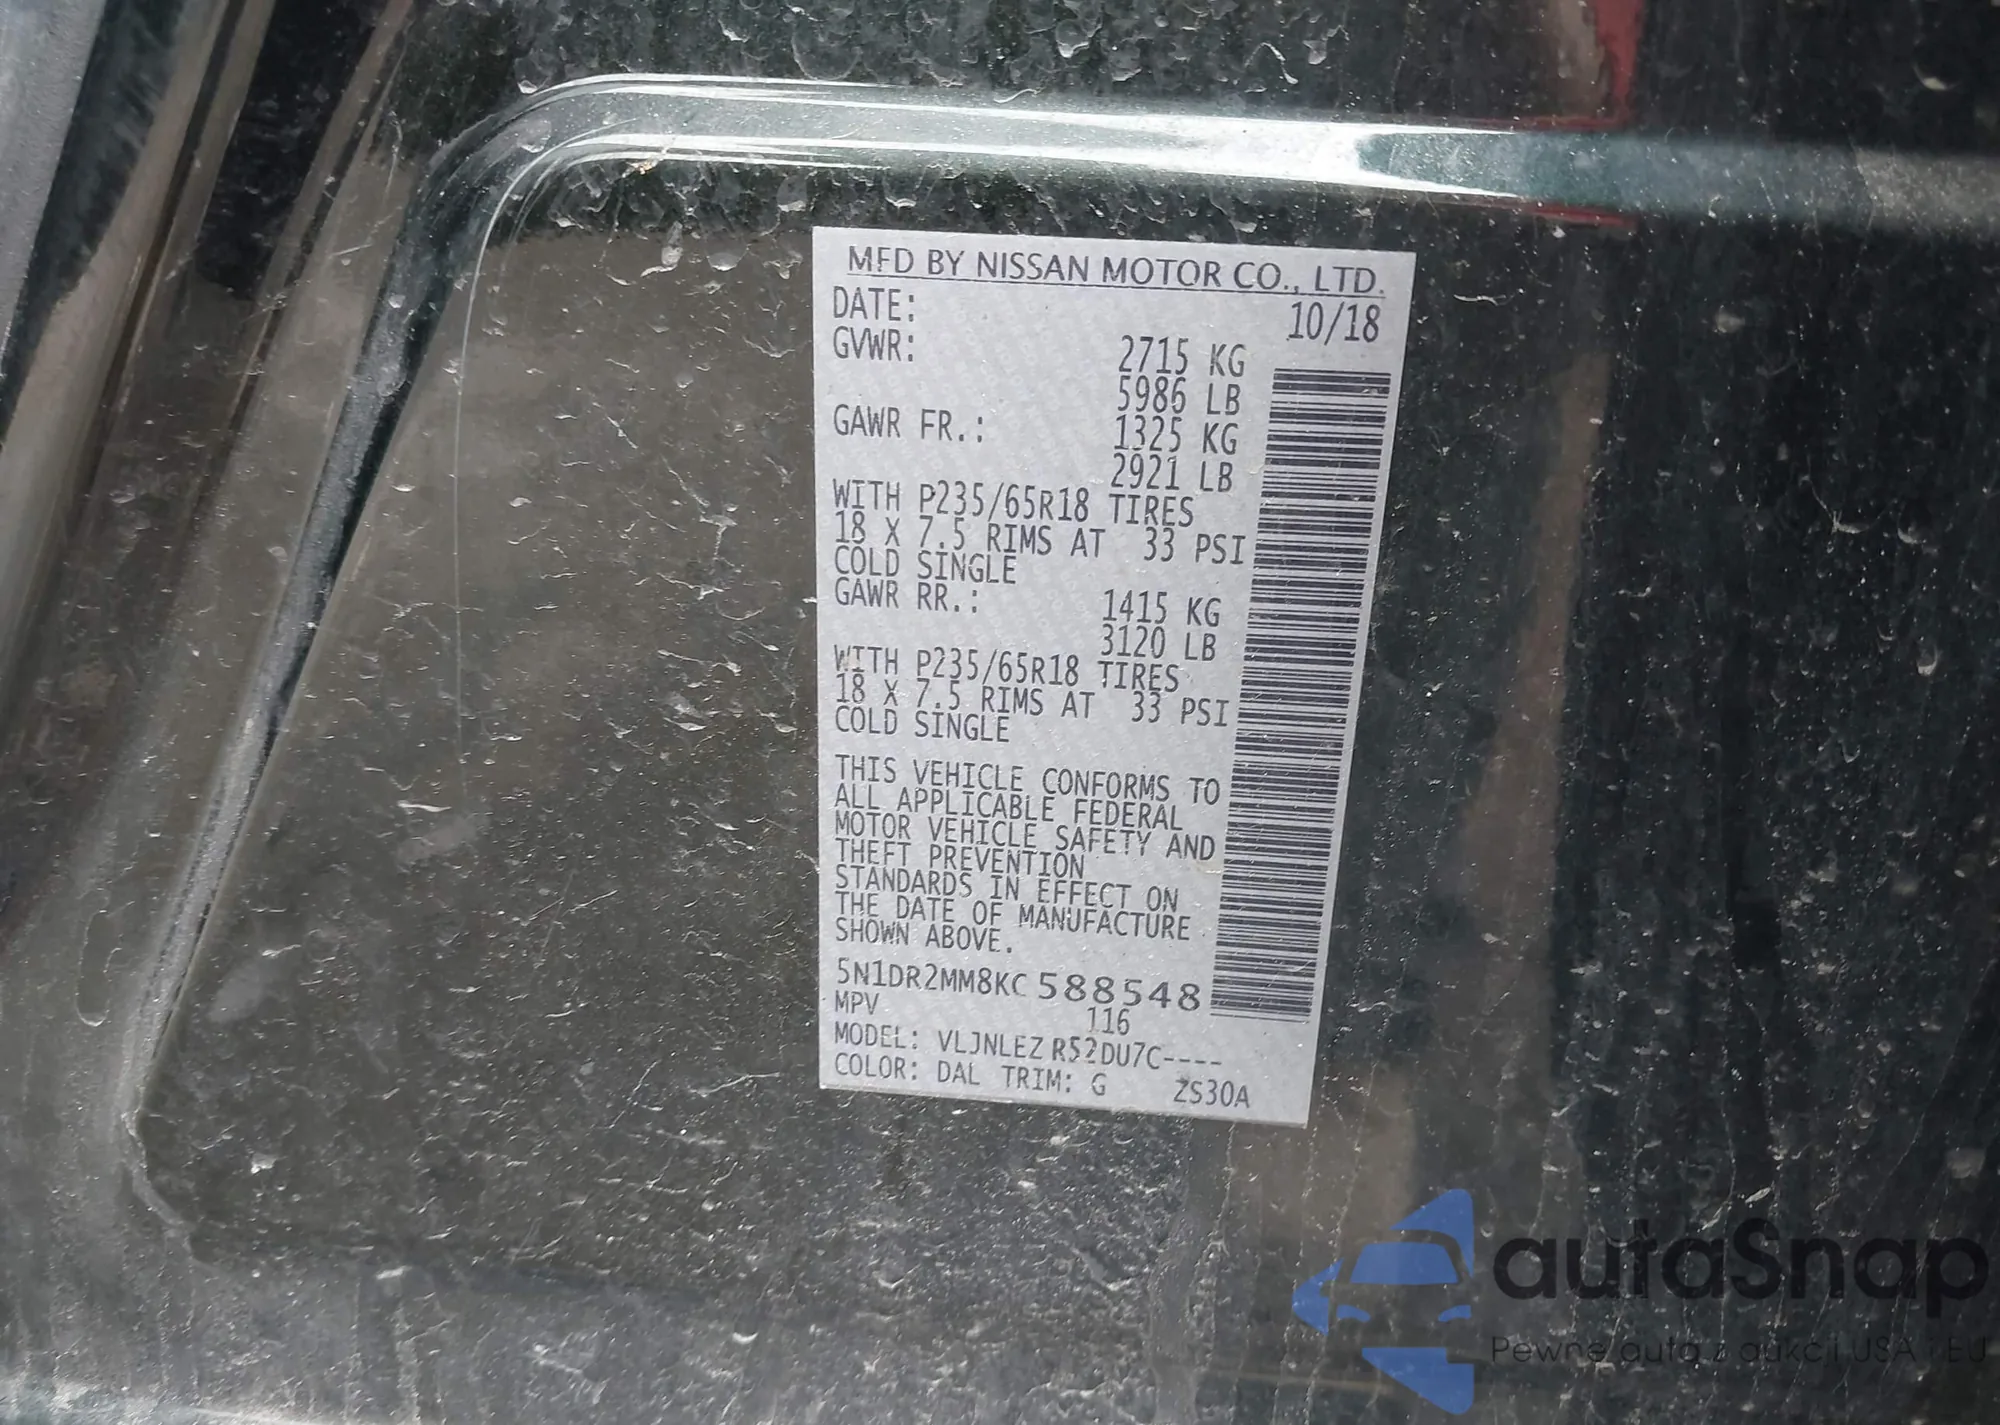 MFD BY NISSAN MOTOR CO., LTD.
DATE: 10/18
GVWR: 2715 KG
5986 LB
GAWR FR.: 1325 KG
2921 LB
WITH P235/65R18 TIRES
18 X 7.5 RIMS AT 33 PSI
COLD SINGLE
GAWR RR.: 1415 KG
3120 LB
WITH P235/65R18 TIRES
18 X 7.5 RIMS AT 33 PSI
COLD SINGLE
THIS VEHICLE CONFORMS TO
ALL APPLICABLE FEDERAL
MOTOR VEHICLE SAFETY AND
THEFT PREVENTION
STANDARDS IN EFFECT ON
THE DATE OF MANUFACTURE
SHOWN ABOVE.
5N1DR2MM8KC588548
MPV 116
MODEL: VLJNLEZ R52DU7C----
COLOR: DAL TRIM: G ZS30A
autaSnap
Pewne auta z aukcji USA i EU